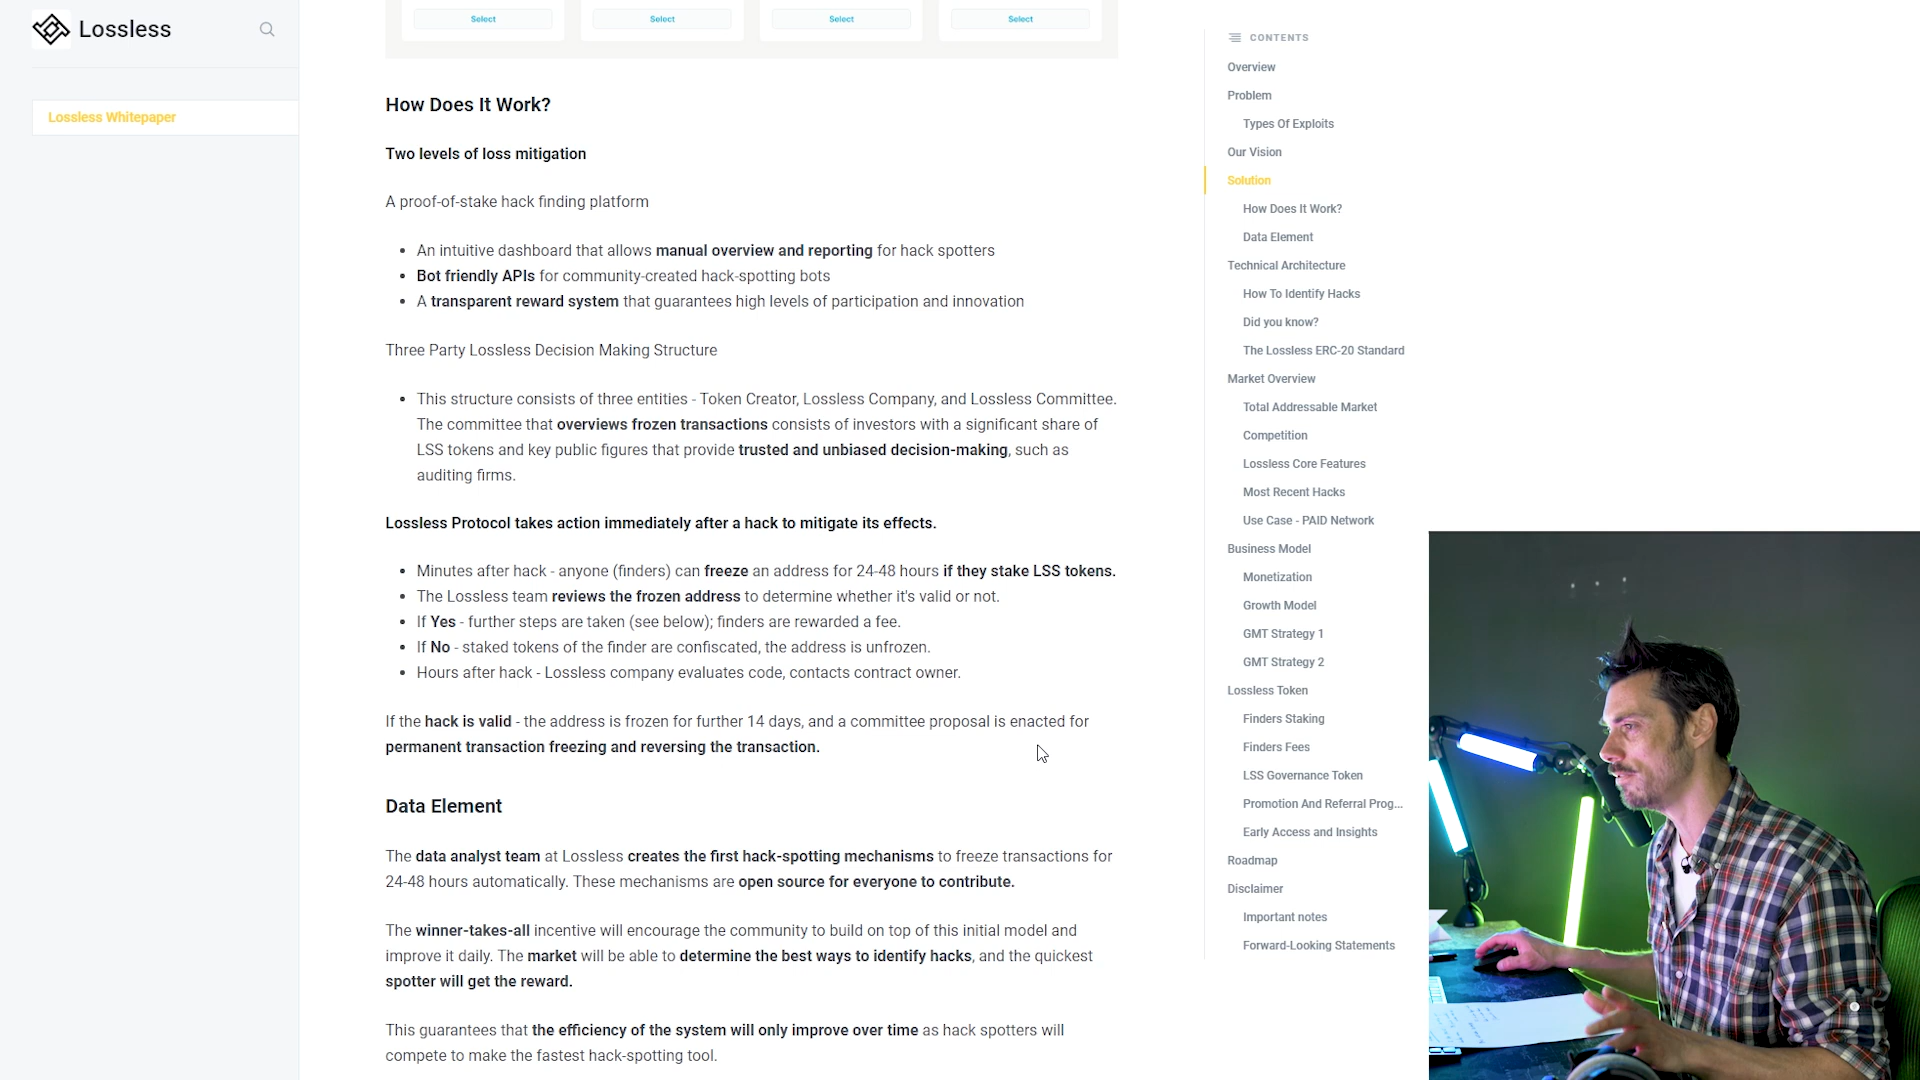 Lossless
Lossless Whitepaper
Select
Select
Select
Select
How Does It Work?
Two levels of loss mitigation
A proof-of-stake hack finding platform
• An intuitive dashboard that allows manual overview and reporting for hack spotters
• Bot friendly APIs for community-created hack-spotting bots
• A transparent reward system that guarantees high levels of participation and innovation
Three Party Lossless Decision Making Structure
• This structure consists of three entities - Token Creator, Lossless Company, and Lossless Committee.
The committee that overviews frozen transactions consists of investors with a significant share of
LSS tokens and key public figures that provide trusted and unbiased decision-making, such as
auditing firms.
Lossless Protocol takes action immediately after a hack to mitigate its effects.
• Minutes after hack - anyone (finders) can freeze an address for 24-48 hours if they stake LSS tokens.
• The Lossless team reviews the frozen address to determine whether it's valid or not.
• If Yes - further steps are taken (see below); finders are rewarded a fee.
• If No - staked tokens of the finder are confiscated, the address is unfrozen.
• Hours after hack - Lossless company evaluates code, contacts contract owner.
If the hack is valid - the address is frozen for further 14 days, and a committee proposal is enacted for
permanent transaction freezing and reversing the transaction.
Data Element
The data analyst team at Lossless creates the first hack-spotting mechanisms to freeze transactions for
24-48 hours automatically. These mechanisms are open source for everyone to contribute.
The winner-takes-all incentive will encourage the community to build on top of this initial model and
improve it daily. The market will be able to determine the best ways to identify hacks, and the quickest
spotter will get the reward.
This guarantees that the efficiency of the system will only improve over time as hack spotters will
compete to make the fastest hack-spotting tool.
CONTENTS
Overview
Problem
Types Of Exploits
Our Vision
Solution
How Does It Work?
Data Element
Technical Architecture
How To Identify Hacks
Did you know?
The Lossless ERC-20 Standard
Market Overview
Total Addressable Market
Competition
Lossless Core Features
Most Recent Hacks
Use Case - PAID Network
Business Model
Monetization
Growth Model
GMT Strategy 1
GMT Strategy 2
Lossless Token
Finders Staking
Finders Fees
LSS Governance Token
Promotion And Referral Prog...
Early Access and Insights
Roadmap
Disclaimer
Important notes
Forward-Looking Statements